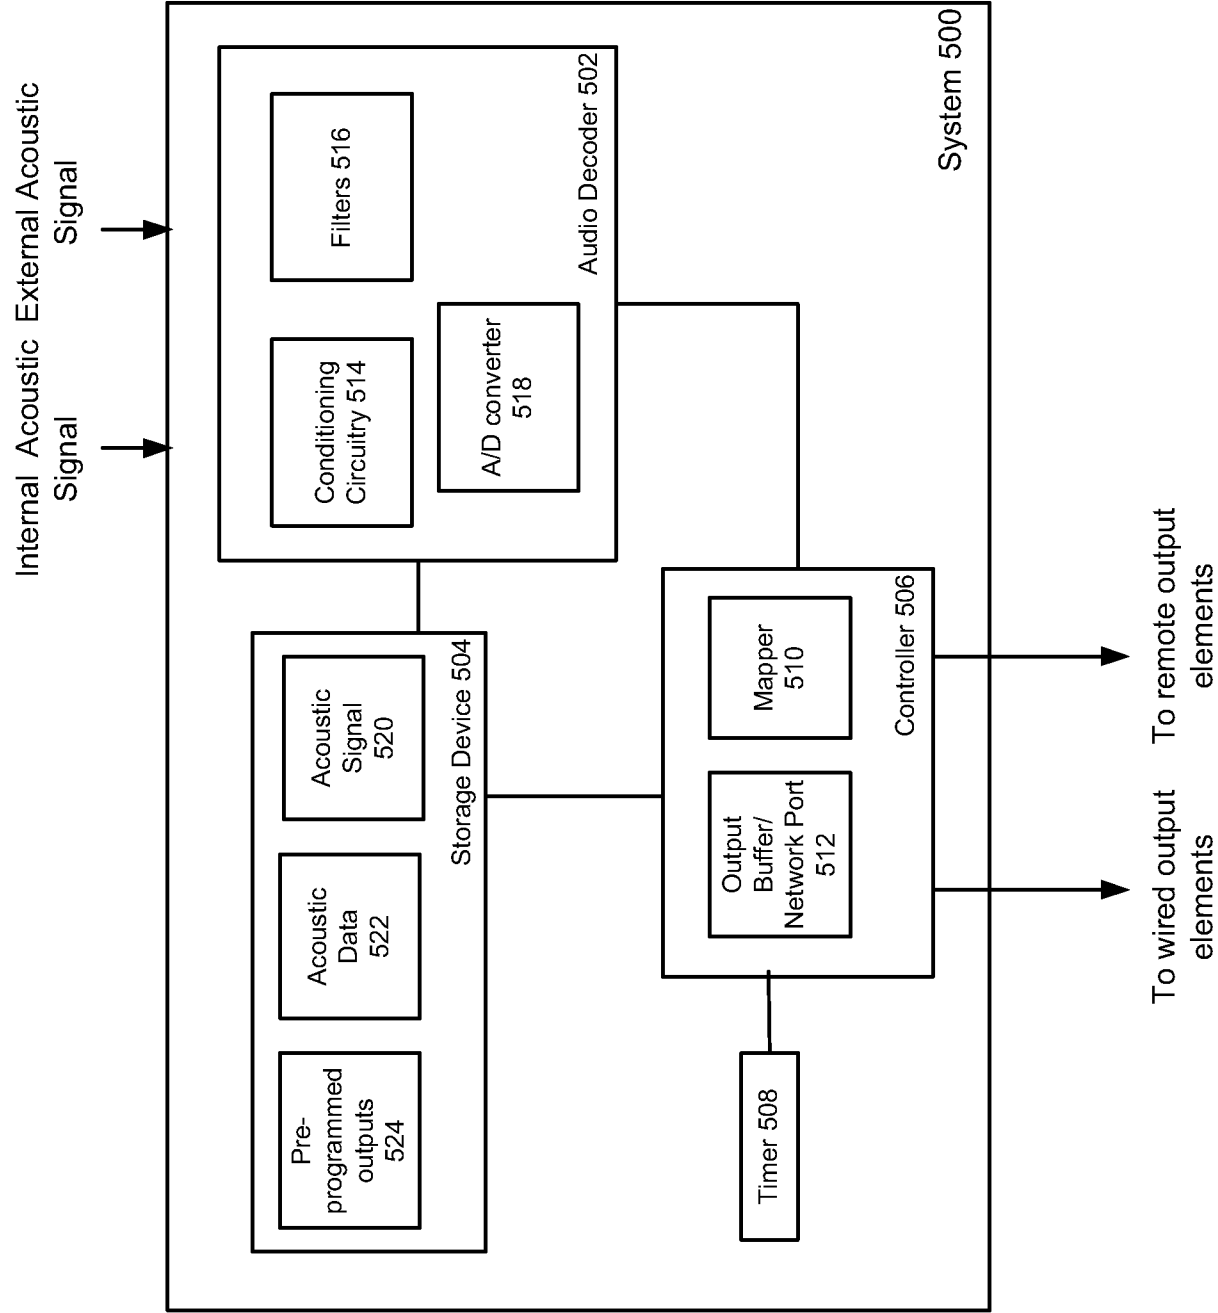 Internal Acoustic
Signal
External Acoustic
Signal
Pre-
programmed
outputs
524
Acoustic
Data
522
Acoustic
Signal
520
Storage Device 504
Conditioning
Circuitry 514
Filters 516
A/D converter
518
Audio Decoder 502
Timer 508
Output
Buffer/
Network Port
512
Mapper
510
Controller 506
System 500
To wired output
elements
To remote output
elements